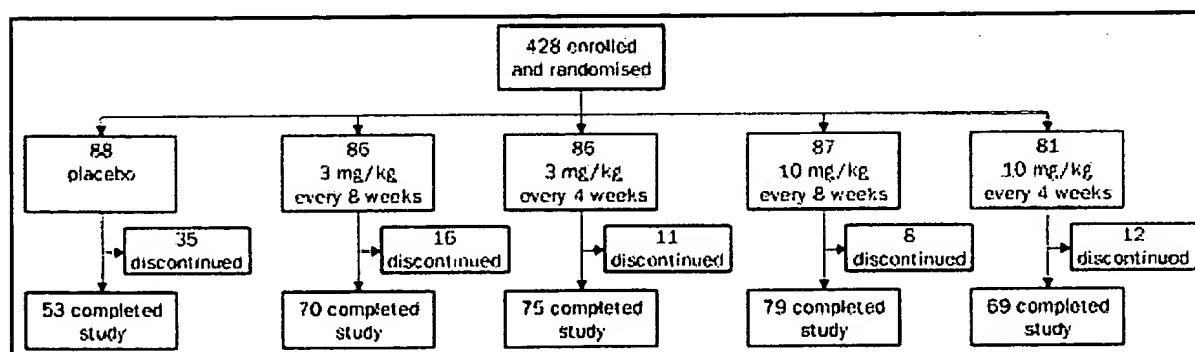 428 enrolled
and randomised
88
placebo
86
3 mg/kg
every 8 weeks
86
3 mg/kg
every 4 weeks
87
10 mg/kg
every 8 weeks
81
10 mg/kg
every 4 weeks
35
discontinued
16
discontinued
11
discontinued
8
discontinued
12
discontinued
53 completed
study
70 completed
study
75 completed
study
79 completed
study
69 completed
study